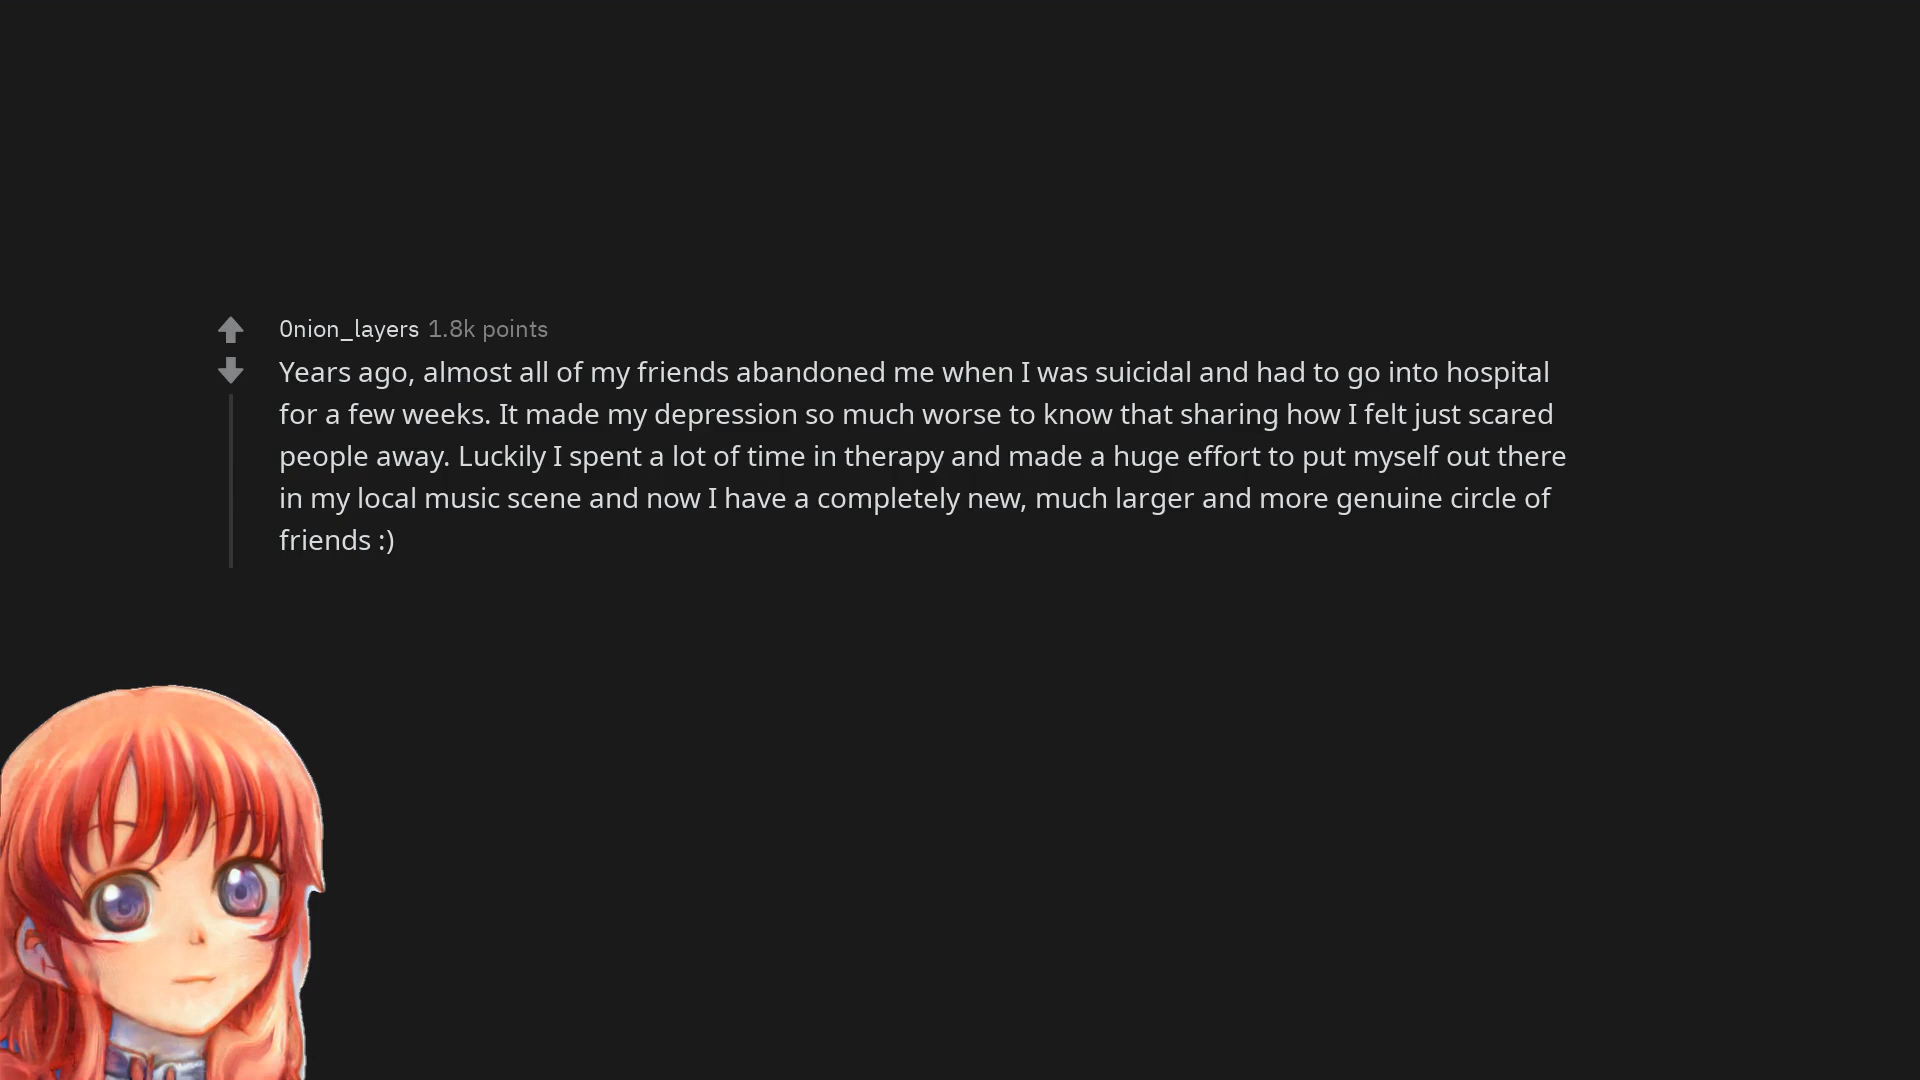 0nion_layers 1.8k points
Years ago, almost all of my friends abandoned me when I was suicidal and had to go into hospital
for a few weeks. It made my depression so much worse to know that sharing how I felt just scared
people away. Luckily I spent a lot of time in therapy and made a huge effort to put myself out there
in my local music scene and now I have a completely new, much larger and more genuine circle of
friends :)